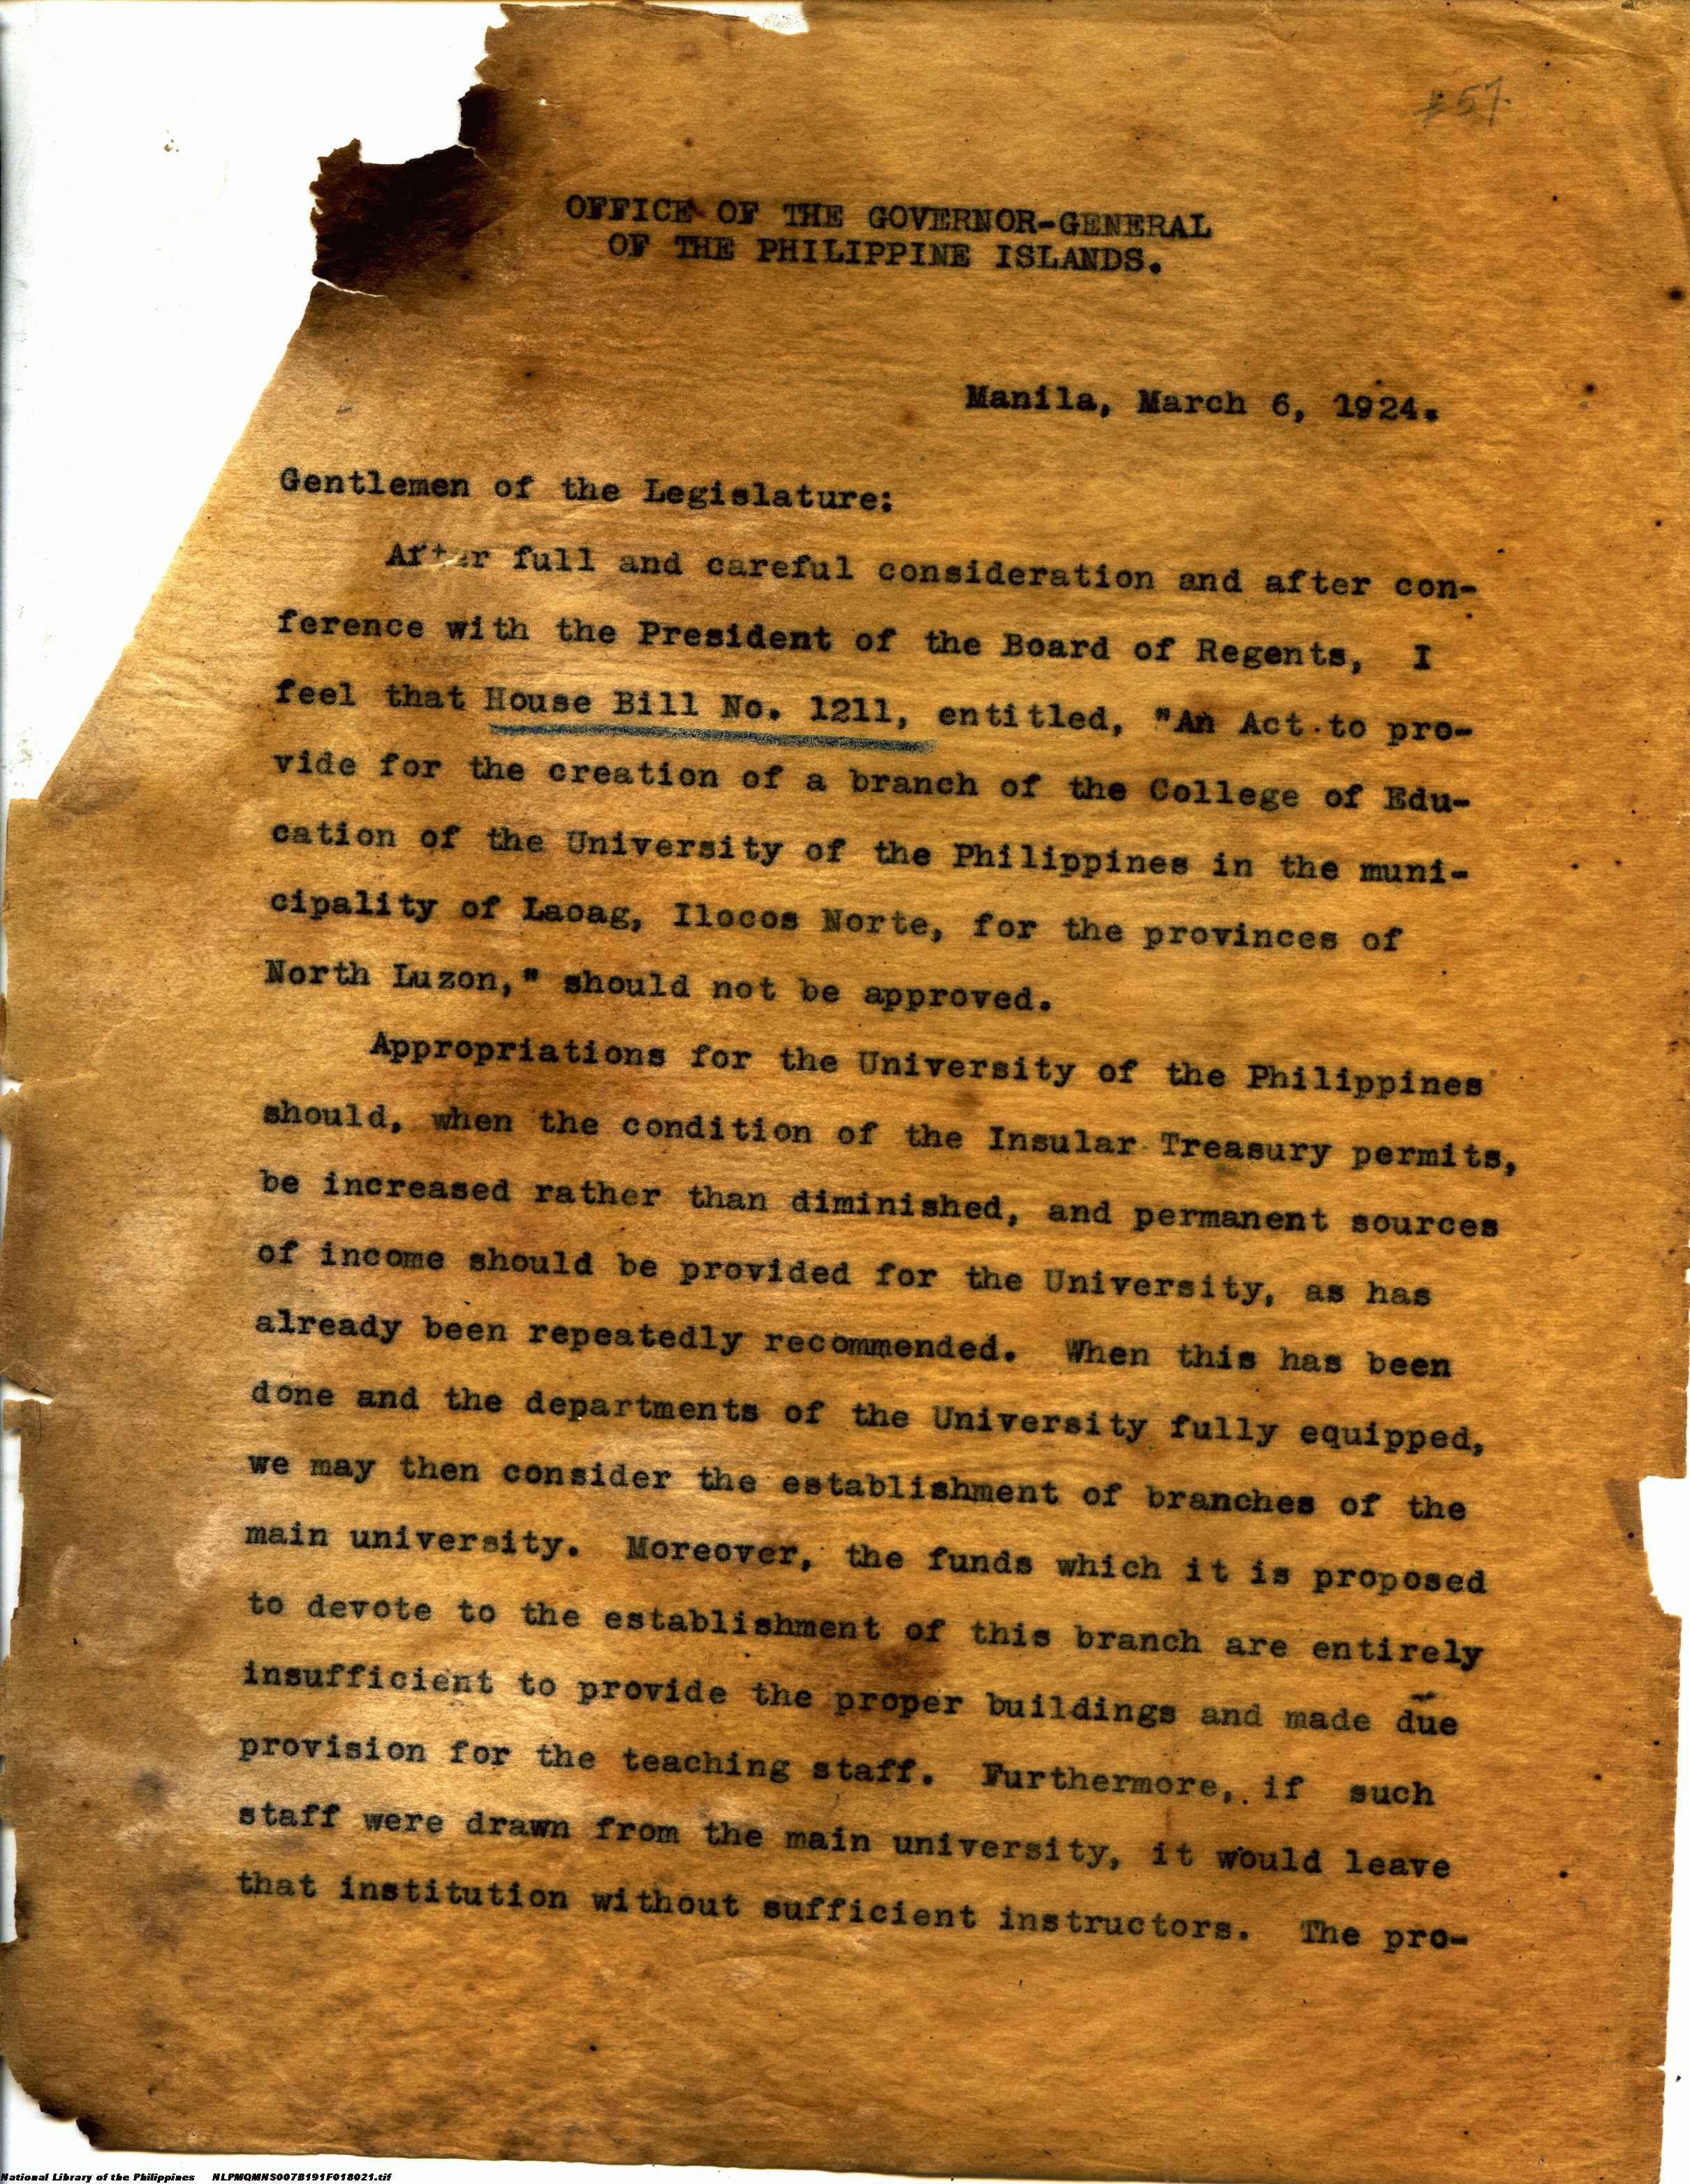 #57
OFFICE OF THE GOVERNOR-GENERAL
OF THE PHILIPPINE ISLANDS.
Manila, March 6, 1924.
Gentlemen of the Legislature:
After full and careful consideration and after con-
ference with the President of the Board of Regents, I
feel that House Bill No. 1211, entitled, "An Act to pro-
vide for the creation of a branch of the College of Edu-
cation of the University of the Philippines in the muni-
cipality of Laoag, Ilocos Norte, for the provinces of
North Luzon," should not be approved.
Appropriations for the University of the Philippines
should, when the condition of the Insular Treasury permits,
be increased rather than diminished, and permanent sources
of income should be provided for the University, as has
already been repeatedly recommended. When this has been
done and the departments of the University fully equipped,
we may then consider the establishment of branches of the
main university. Moreover, the funds which it is proposed
to devote to the establishment of this branch are entirely
insufficient to provide the proper buildings and made due
provision for the teaching staff. Furthermore, if such
staff were drawn from the main university, it would leave
that institution without sufficient instructors. The pro-
National Library of the Philippines NLPMQMNS007B191F018021.tif